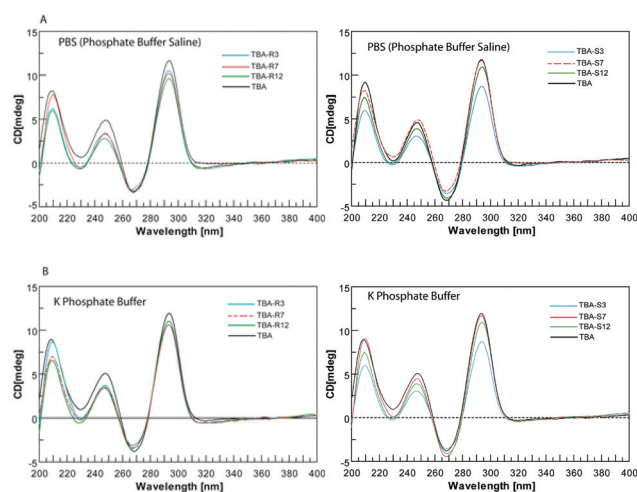 A
PBS (Phosphate Buffer Saline)
TBA-R3
TBA-R7
TBA-R12
TBA
CD[mdeg]
15
10
5
0
-5
200 220 240 260 280 300 320 340 360 380 400
Wavelength [nm]
PBS (Phosphate Buffer Saline)
TBA-S3
TBA-S7
TBA-S12
TBA
CD[mdeg]
15
10
5
0
-5
200 220 240 260 280 300 320 340 360 380 400
Wavelength [nm]
B
K Phosphate Buffer
TBA-R3
TBA-R7
TBA-R12
TBA
CD[mdeg]
15
10
5
0
-5
200 220 240 260 280 300 320 340 360 380 400
Wavelength [nm]
K Phosphate Buffer
TBA-S3
TBA-S7
TBA-S12
TBA
CD[mdeg]
15
10
5
0
-5
200 220 240 260 280 300 320 340 360 380 400
Wavelength [nm]